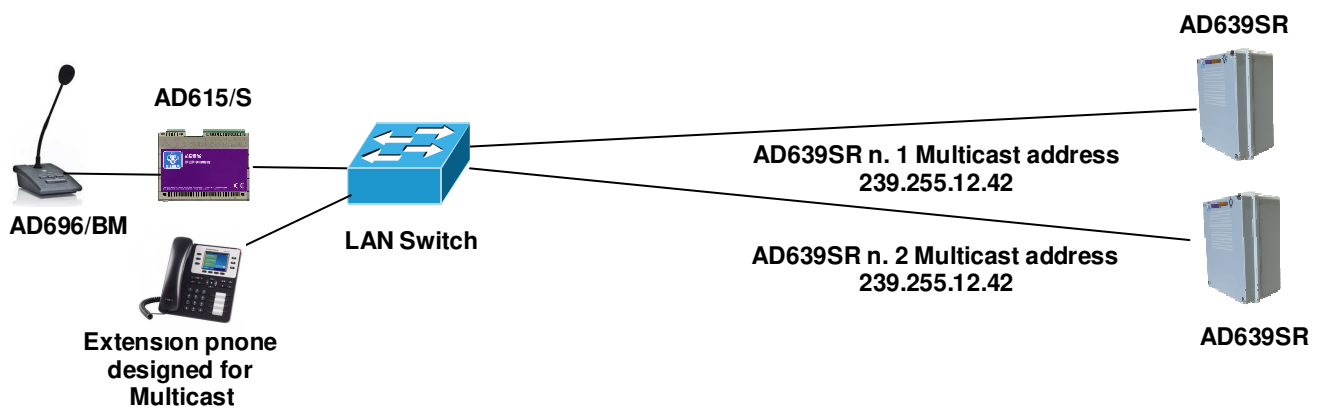 AD639SR
AD615/S
AD639SR n. 1 Multicast address
239.255.12.42
AD696/BM
LAN Switch
AD639SR n. 2 Multicast address
239.255.12.42
Extension pnone
designed for
Multicast
AD639SR